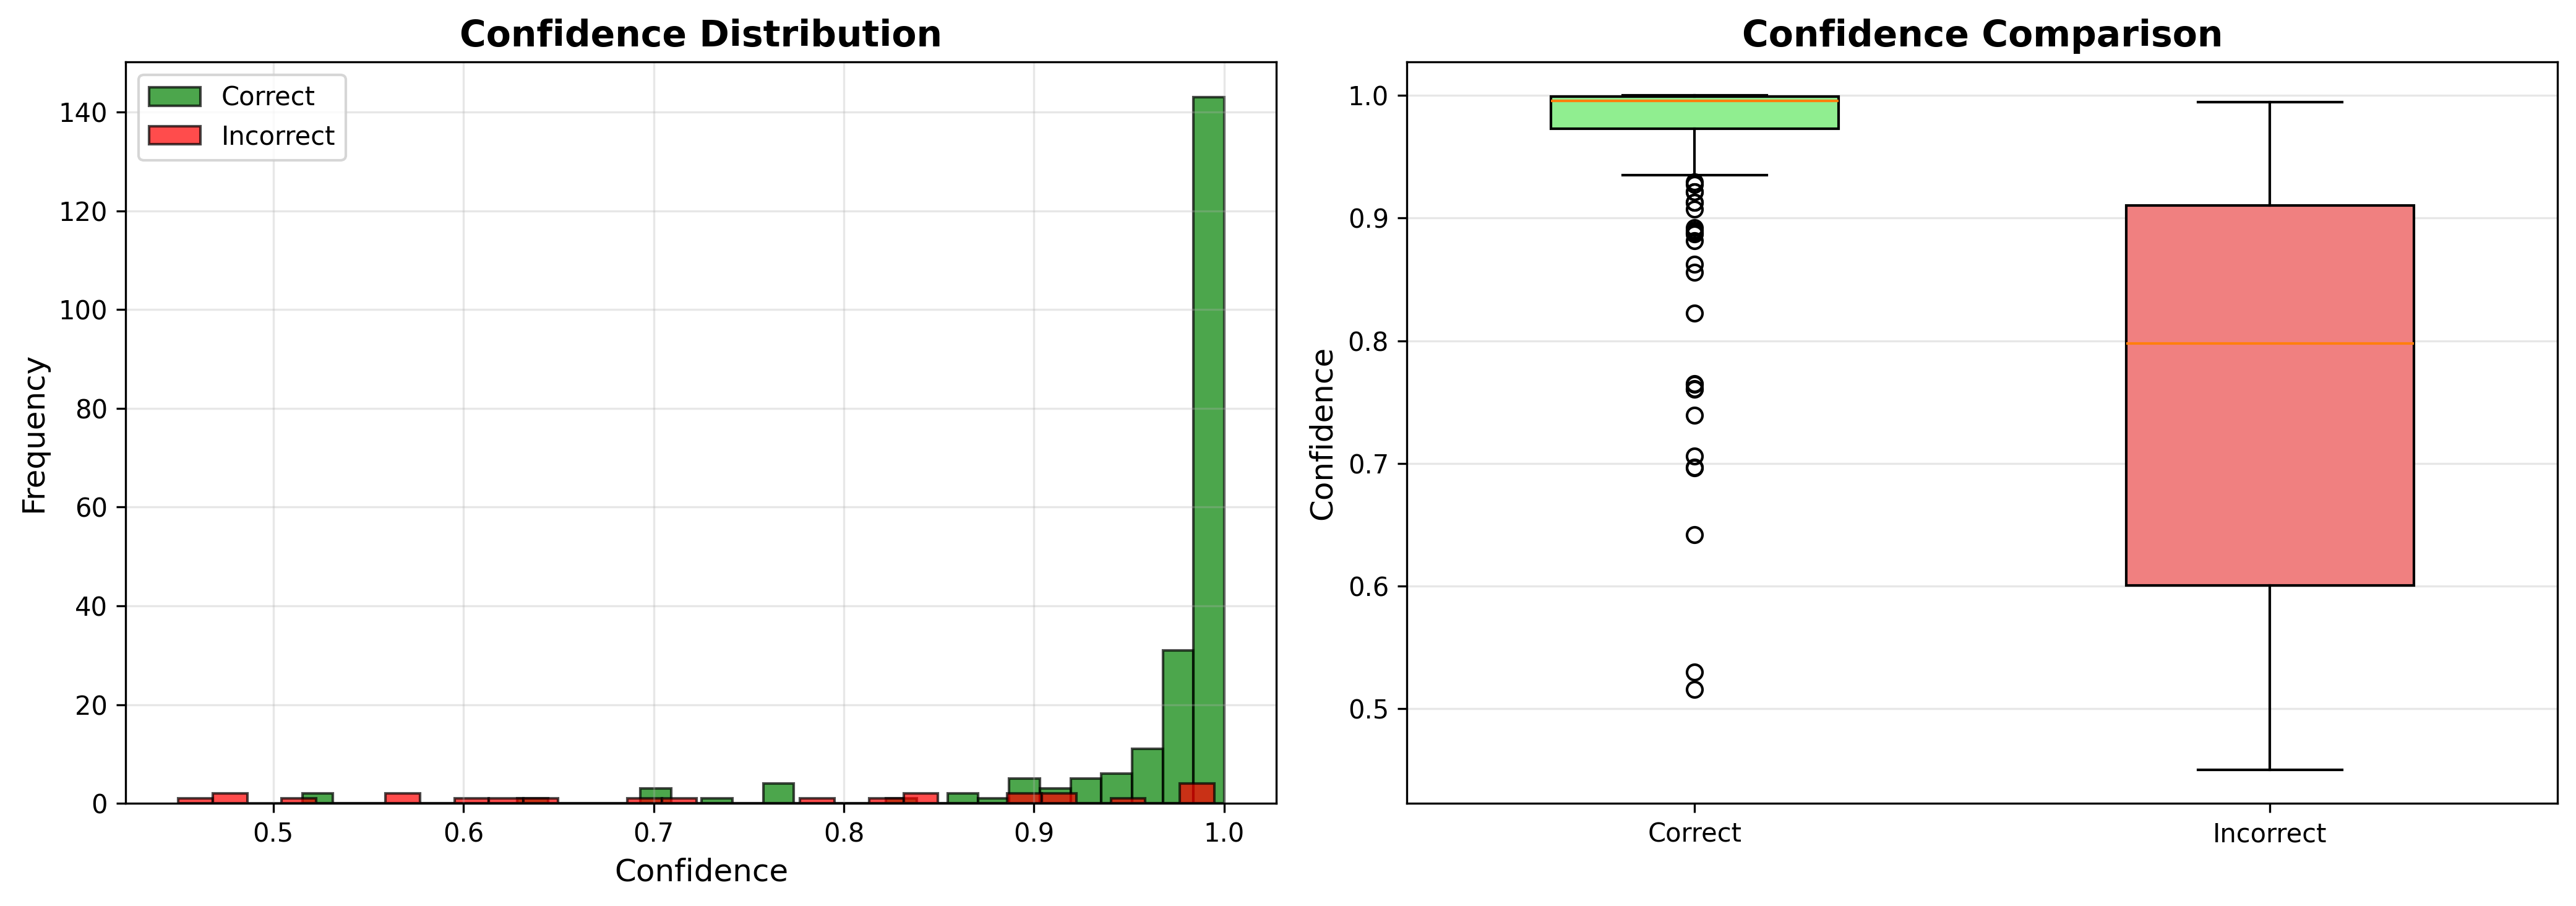 Confidence Distribution
Correct
Incorrect
140
120
100
80
60
40
20
0
Frequency
0.5 0.6 0.7 0.8 0.9 1.0
Confidence
Confidence Comparison
1.0
0.9
0.8
0.7
0.6
0.5
Confidence
Correct Incorrect